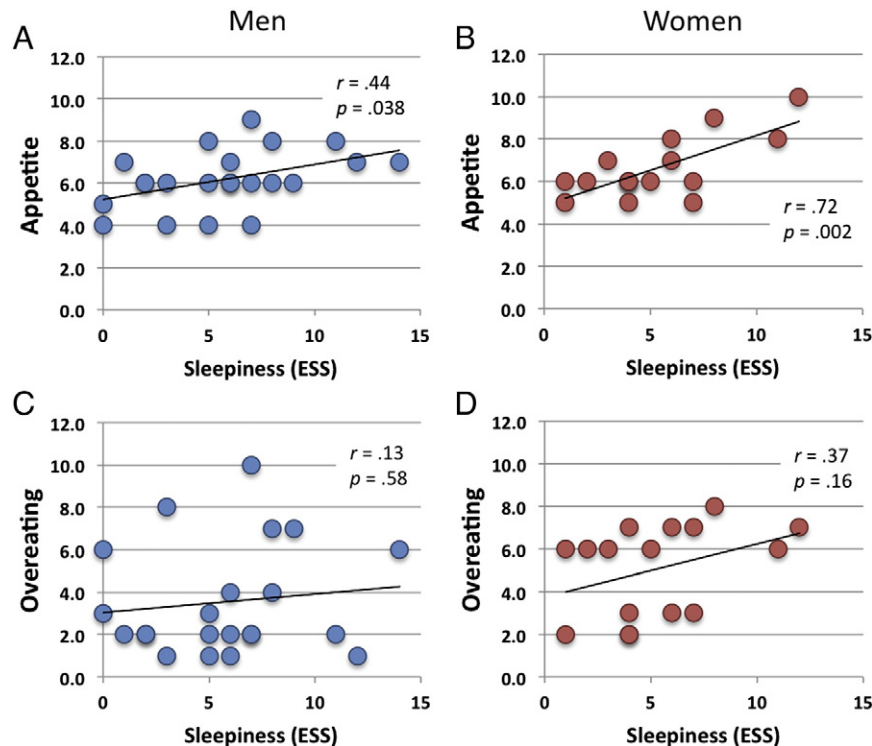 Men
Women
A
12.0
10.0
8.0
6.0
4.0
2.0
0.0
Appetite
r = .44
p = .038
0 5 10 15
Sleepiness (ESS)
B
12.0
10.0
8.0
6.0
4.0
2.0
0.0
Appetite
r = .72
p = .002
0 5 10 15
Sleepiness (ESS)
C
12.0
10.0
8.0
6.0
4.0
2.0
0.0
Overeating
r = .13
p = .58
0 5 10 15
Sleepiness (ESS)
D
12.0
10.0
8.0
6.0
4.0
2.0
0.0
Overeating
r = .37
p = .16
0 5 10 15
Sleepiness (ESS)